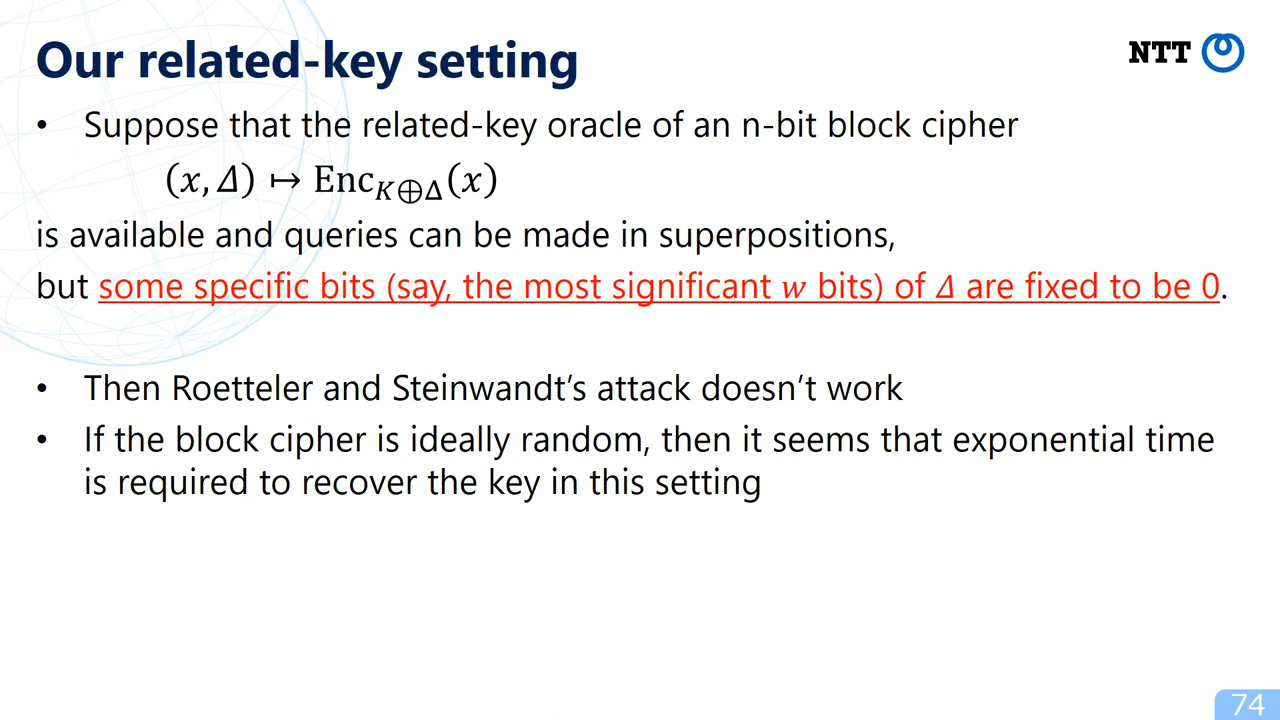 Our related-key setting
NTT
• Suppose that the related-key oracle of an n-bit block cipher
(𝑥, 𝛥) ↦ Enc_{𝐾⊕Δ}(𝑥)
is available and queries can be made in superpositions,
but some specific bits (say, the most significant 𝑤 bits) of 𝛥 are fixed to be 0.
• Then Roetteler and Steinwandt’s attack doesn’t work
• If the block cipher is ideally random, then it seems that exponential time
is required to recover the key in this setting
74